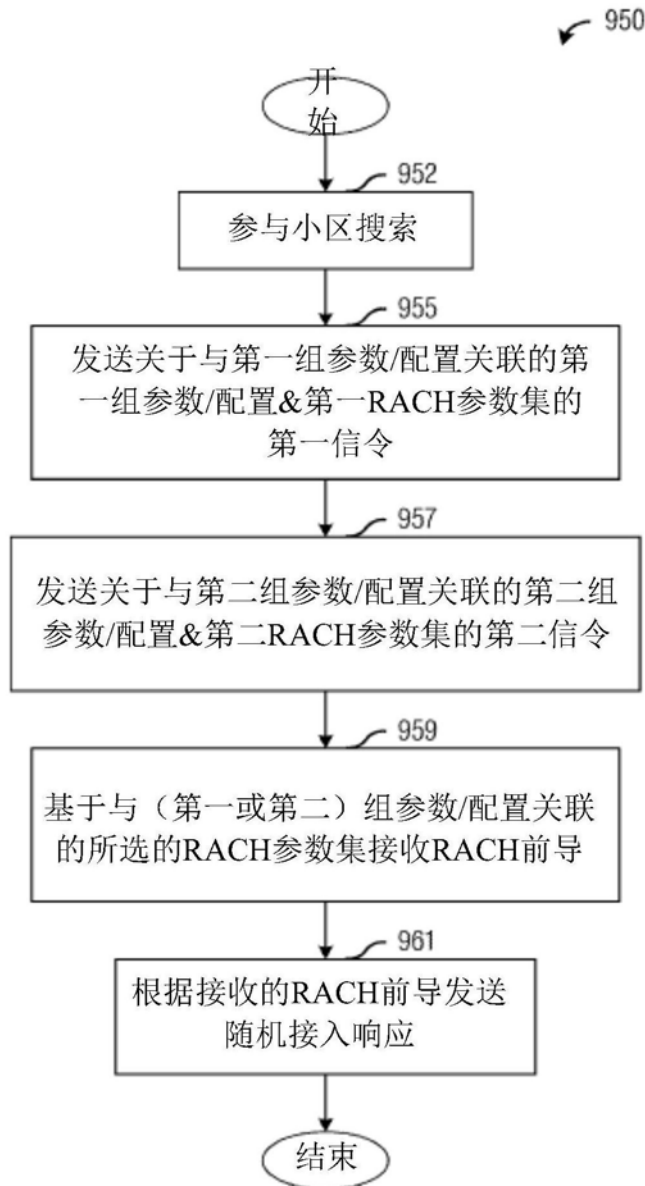 950
开
始
952
参与小区搜索
955
发送关于与第一组参数/配置关联的第
一组参数/配置&第一RACH参数集的
第一信令
957
发送关于与第二组参数/配置关联的第二组
参数/配置&第二RACH参数集的第二信令
959
基于与（第一或第二）组参数/配置关联
的所选的RACH参数集接收RACH前导
961
根据接收的RACH前导发送
随机接入响应
结束